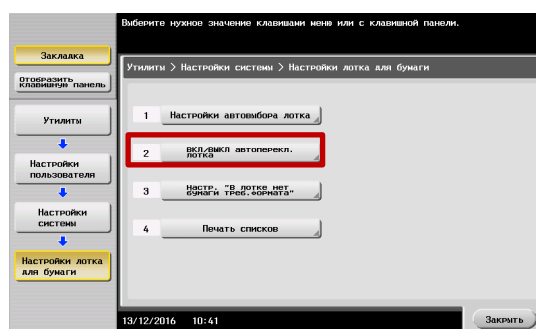 Выберите нужное значение клавишами меню или с клавишной панели.
Закладка
Отобразить
клавишную панель
Утилиты > Настройки системы > Настройки лотка для бумаги
Утилиты
Настройки
пользователя
Настройки
системы
Настройки лотка
для бумаги
1 Настройки автовыбора лотка
2 ВКЛ/ВЫКЛ автоперекл.
лотка
3 Настр. "В лотке нет
бумаги треб.формата"
4 Печать списков
13/12/2016 10:41
Закрыть